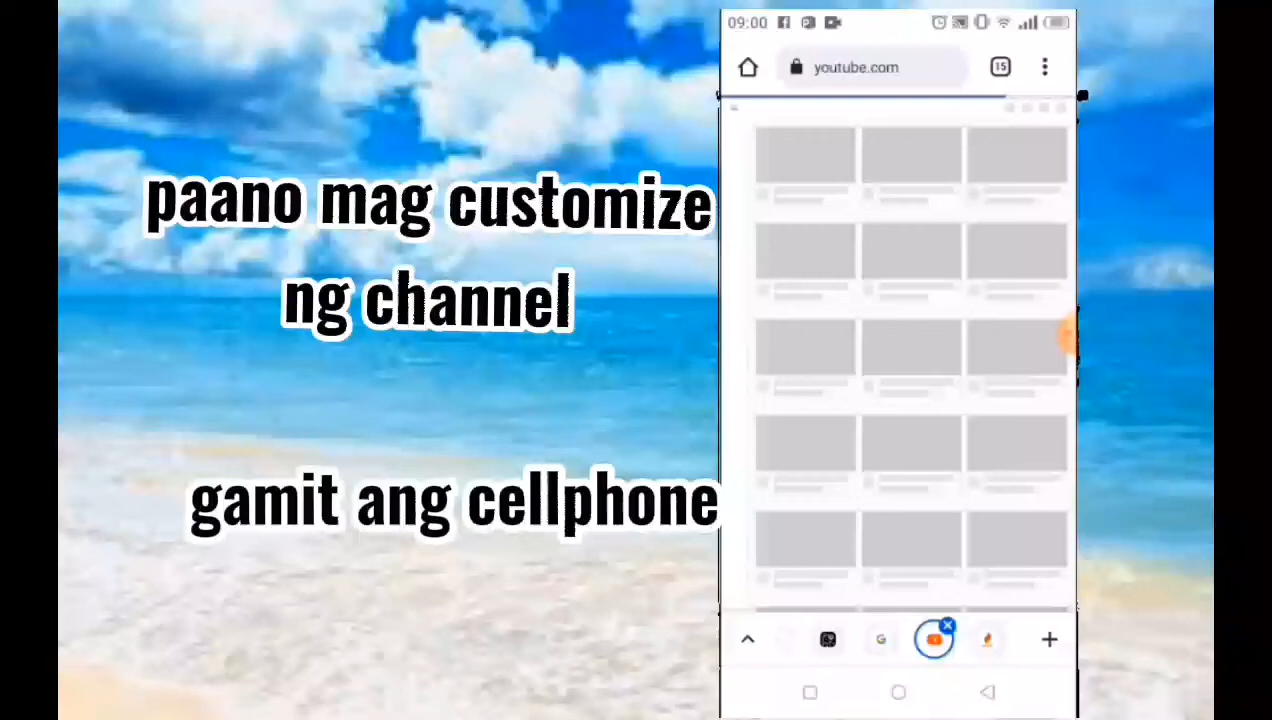 paano mag customize
ng channel
gamit ang cellphone
09:00
youtube.com
15